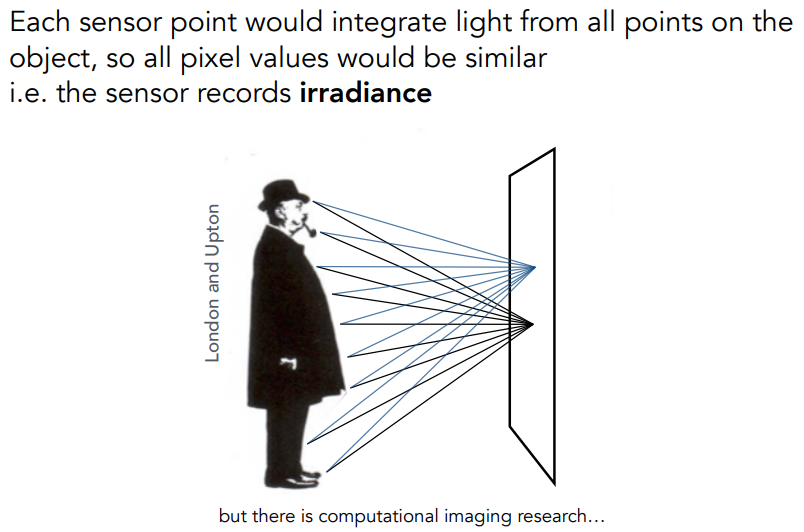 Each sensor point would integrate light from all points on the
object, so all pixel values would be similar
i.e. the sensor records irradiance
London and Upton
but there is computational imaging research…